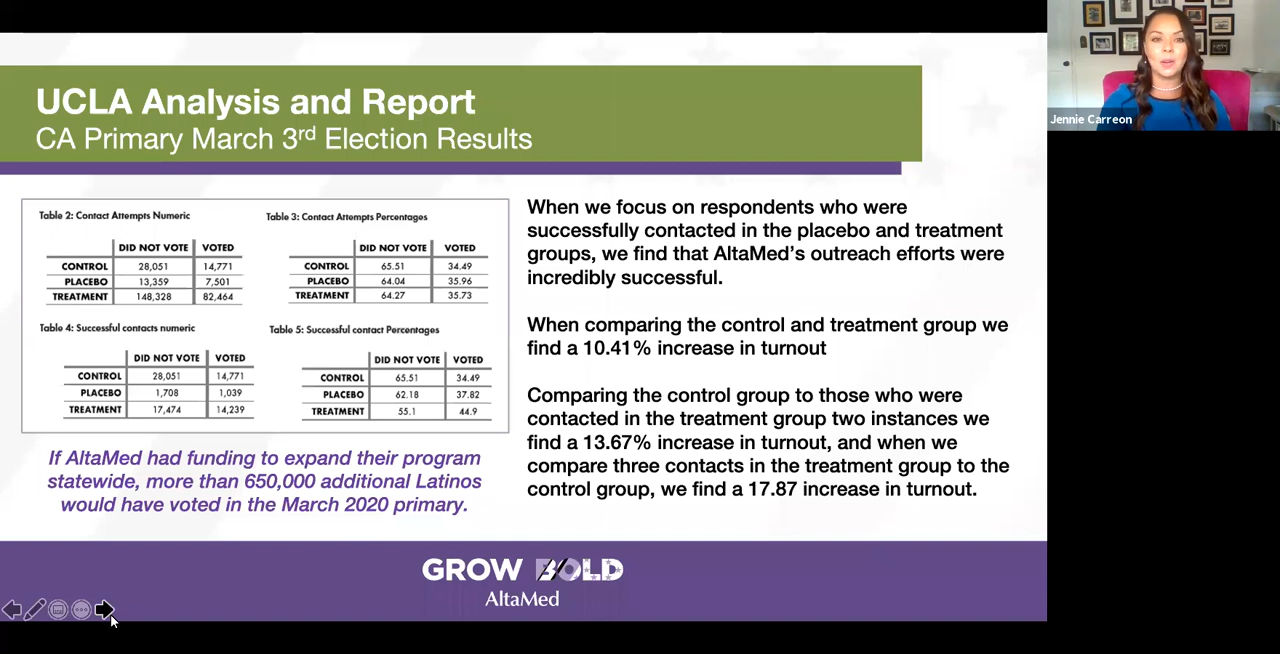 UCLA Analysis and Report
CA Primary March 3rd Election Results
Jennie Carreon
Table 2: Contact Attempts Numeric
DID NOT VOTE VOTED
CONTROL 28,051 14,771
PLACEBO 13,359 7,501
TREATMENT 148,328 82,464
Table 3: Contact Attempts Percentages
DID NOT VOTE VOTED
CONTROL 65.51 34.49
PLACEBO 64.04 35.96
TREATMENT 64.27 35.73
Table 4: Successful contacts numeric
DID NOT VOTE VOTED
CONTROL 28,051 14,771
PLACEBO 1,708 1,039
TREATMENT 17,474 14,239
Table 5: Successful contact Percentages
DID NOT VOTE VOTED
CONTROL 65.51 34.49
PLACEBO 62.18 37.82
TREATMENT 55.1 44.9
If AltaMed had funding to expand their program
statewide, more than 650,000 additional Latinos
would have voted in the March 2020 primary.
When we focus on respondents who were
successfully contacted in the placebo and treatment
groups, we find that AltaMed's outreach efforts were
incredibly successful.
When comparing the control and treatment group we
find a 10.41% increase in turnout
Comparing the control group to those who were
contacted in the treatment group two instances we
find a 13.67% increase in turnout, and when we
compare three contacts in the treatment group to the
control group, we find a 17.87 increase in turnout.
GROW BOLD
AltaMed